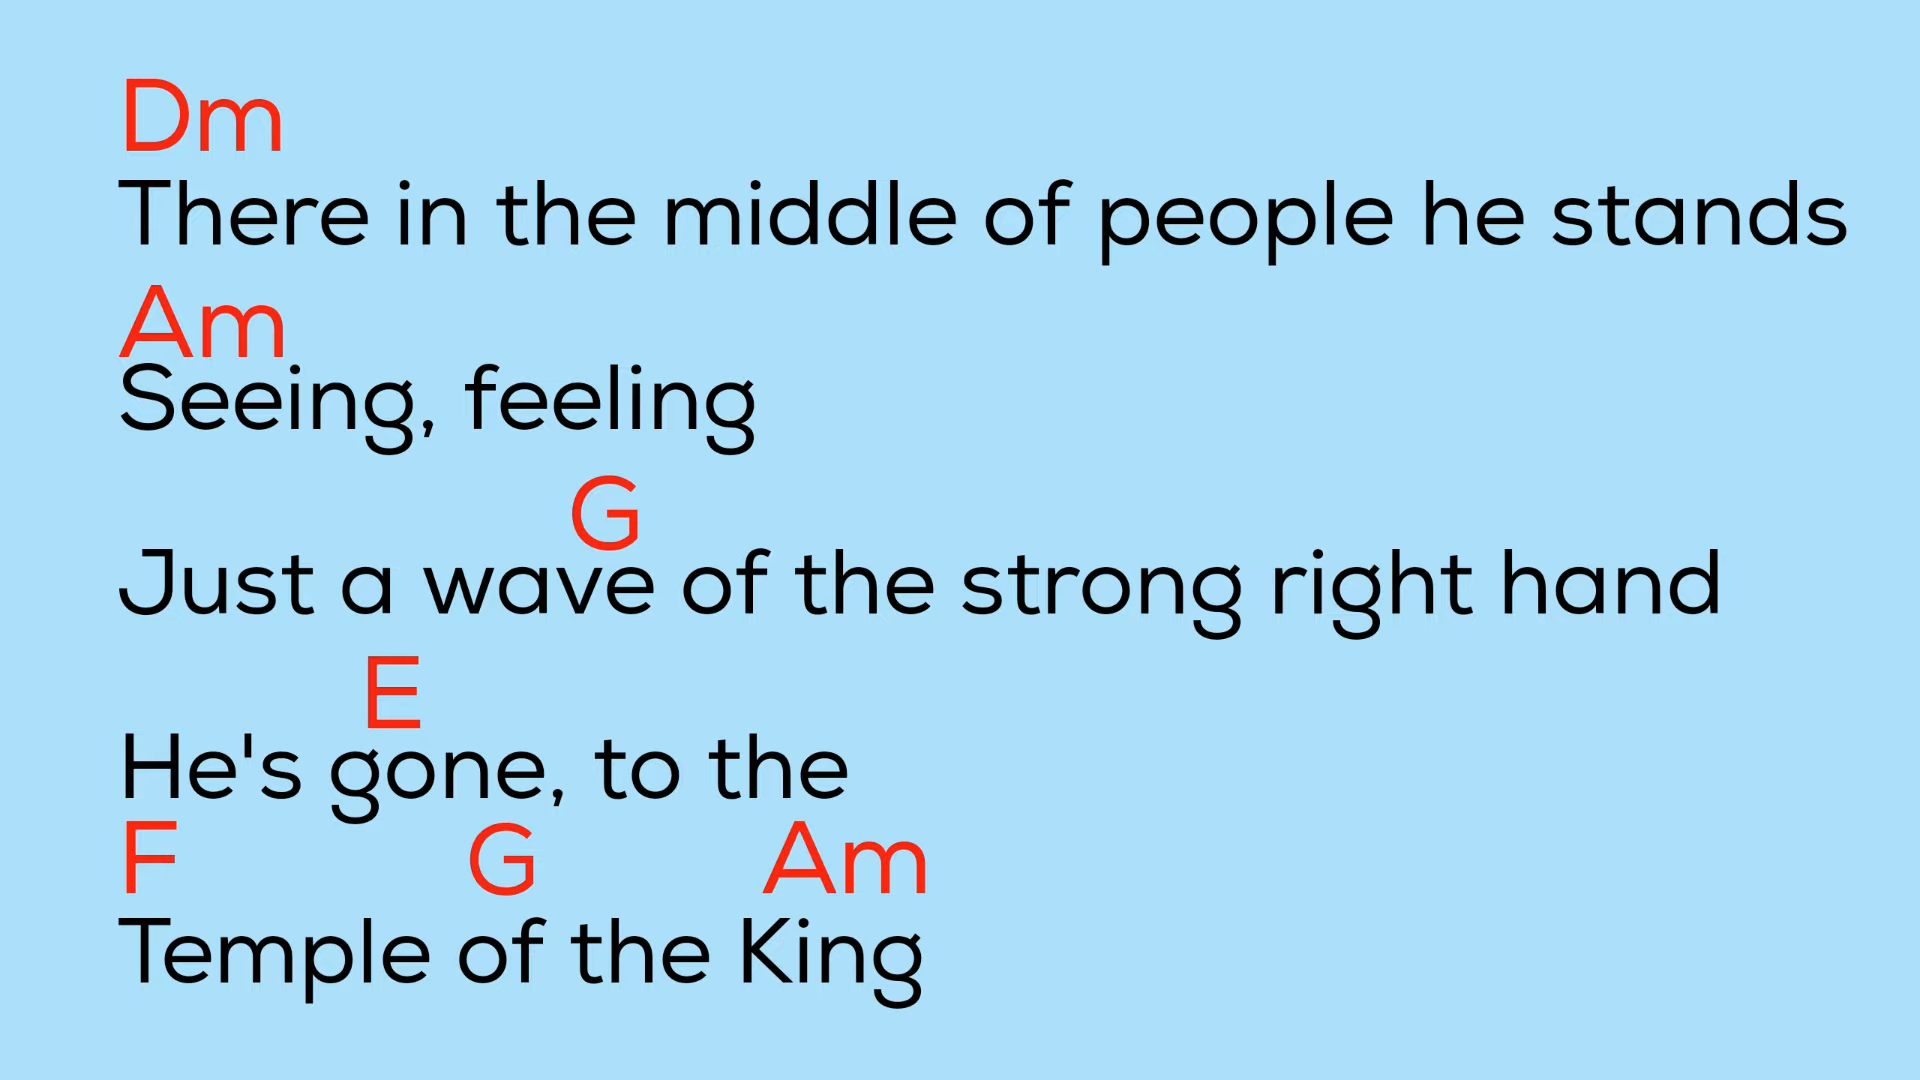 Dm
There in the middle of people he stands
Am
Seeing, feeling
G
Just a wave of the strong right hand
E
He's gone, to the
F G Am
Temple of the King